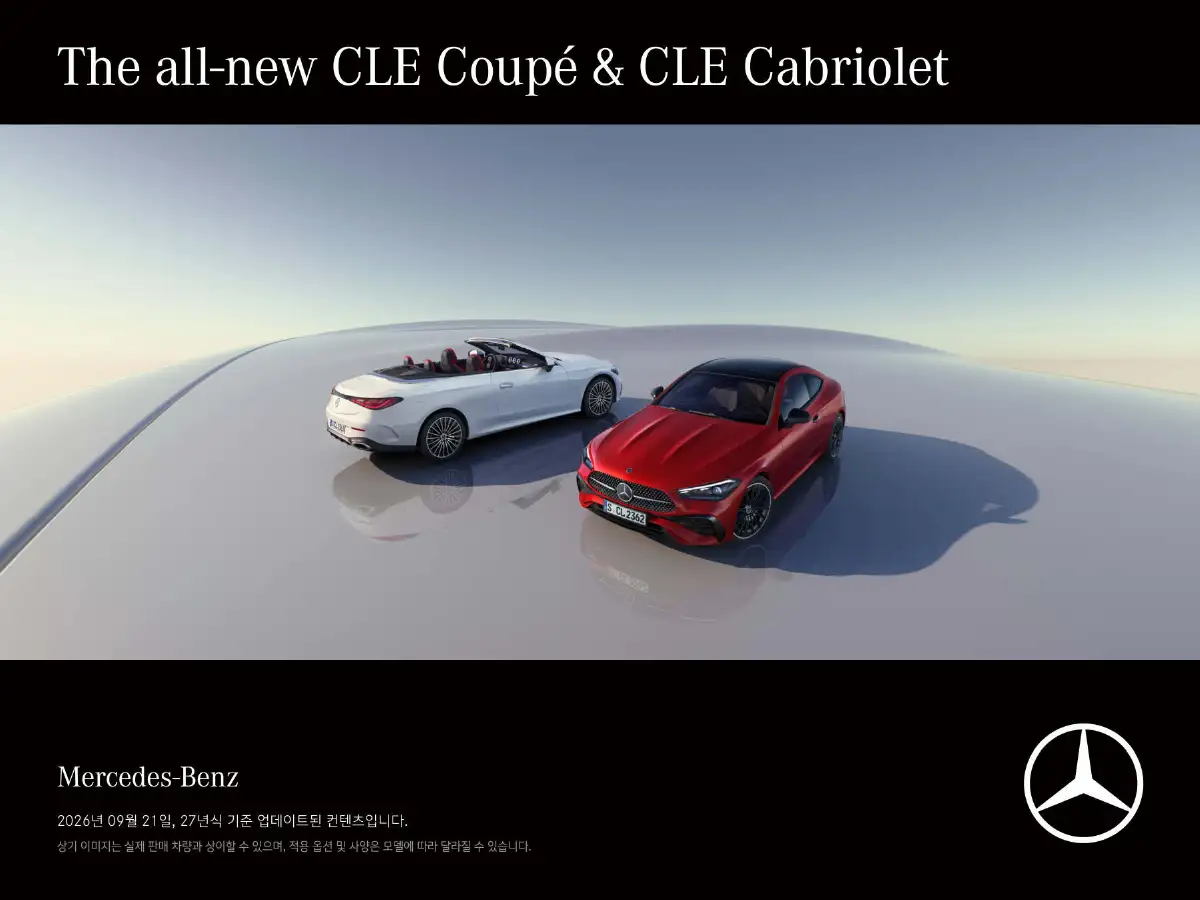 The all-new CLE Coupé & CLE Cabriolet
S CL 2362
Mercedes-Benz
2026년 09월 21일, 27년식 기준 업데이트된 컨텐츠입니다.
상기 이미지는 실제 판매 차량과 상이할 수 있으며, 적용 옵션 및 사양은 모델에 따라 달라질 수 있습니다.